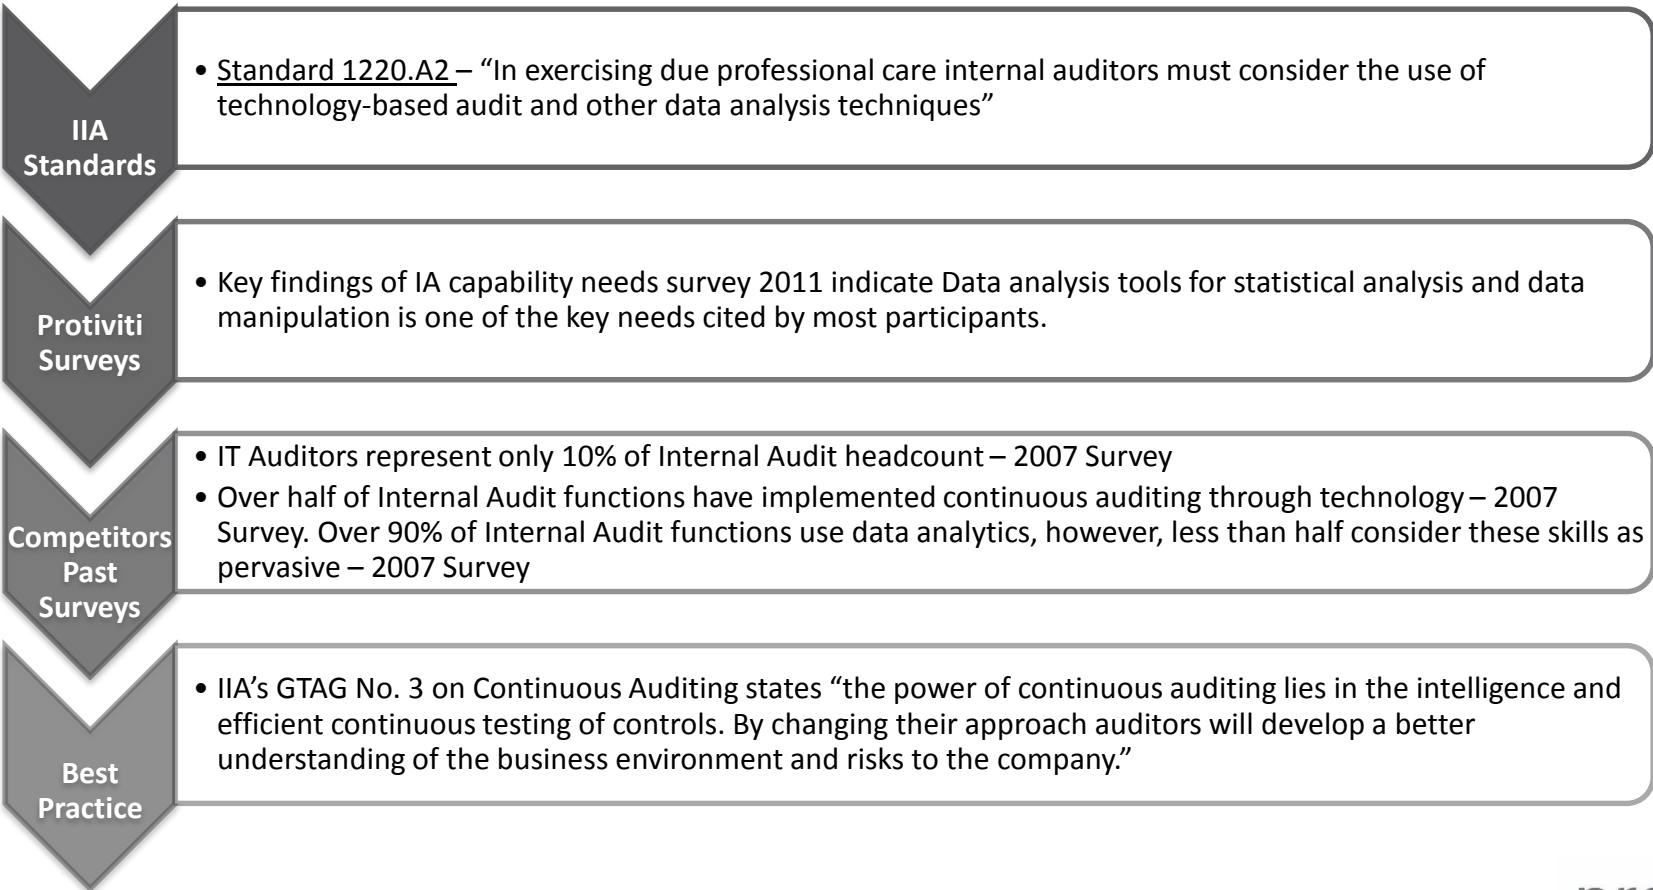 IIA
Standards
• Standard 1220.A2 – “In exercising due professional care internal auditors must consider the use of
technology-based audit and other data analysis techniques”
Protiviti
Surveys
• Key findings of IA capability needs survey 2011 indicate Data analysis tools for statistical analysis and data
manipulation is one of the key needs cited by most participants.
Competitors
Past
Surveys
• IT Auditors represent only 10% of Internal Audit headcount – 2007 Survey
• Over half of Internal Audit functions have implemented continuous auditing through technology – 2007
Survey. Over 90% of Internal Audit functions use data analytics, however, less than half consider these skills as
pervasive – 2007 Survey
Best
Practice
• IIA’s GTAG No. 3 on Continuous Auditing states “the power of continuous auditing lies in the intelligence and
efficient continuous testing of controls. By changing their approach auditors will develop a better
understanding of the business environment and risks to the company.”